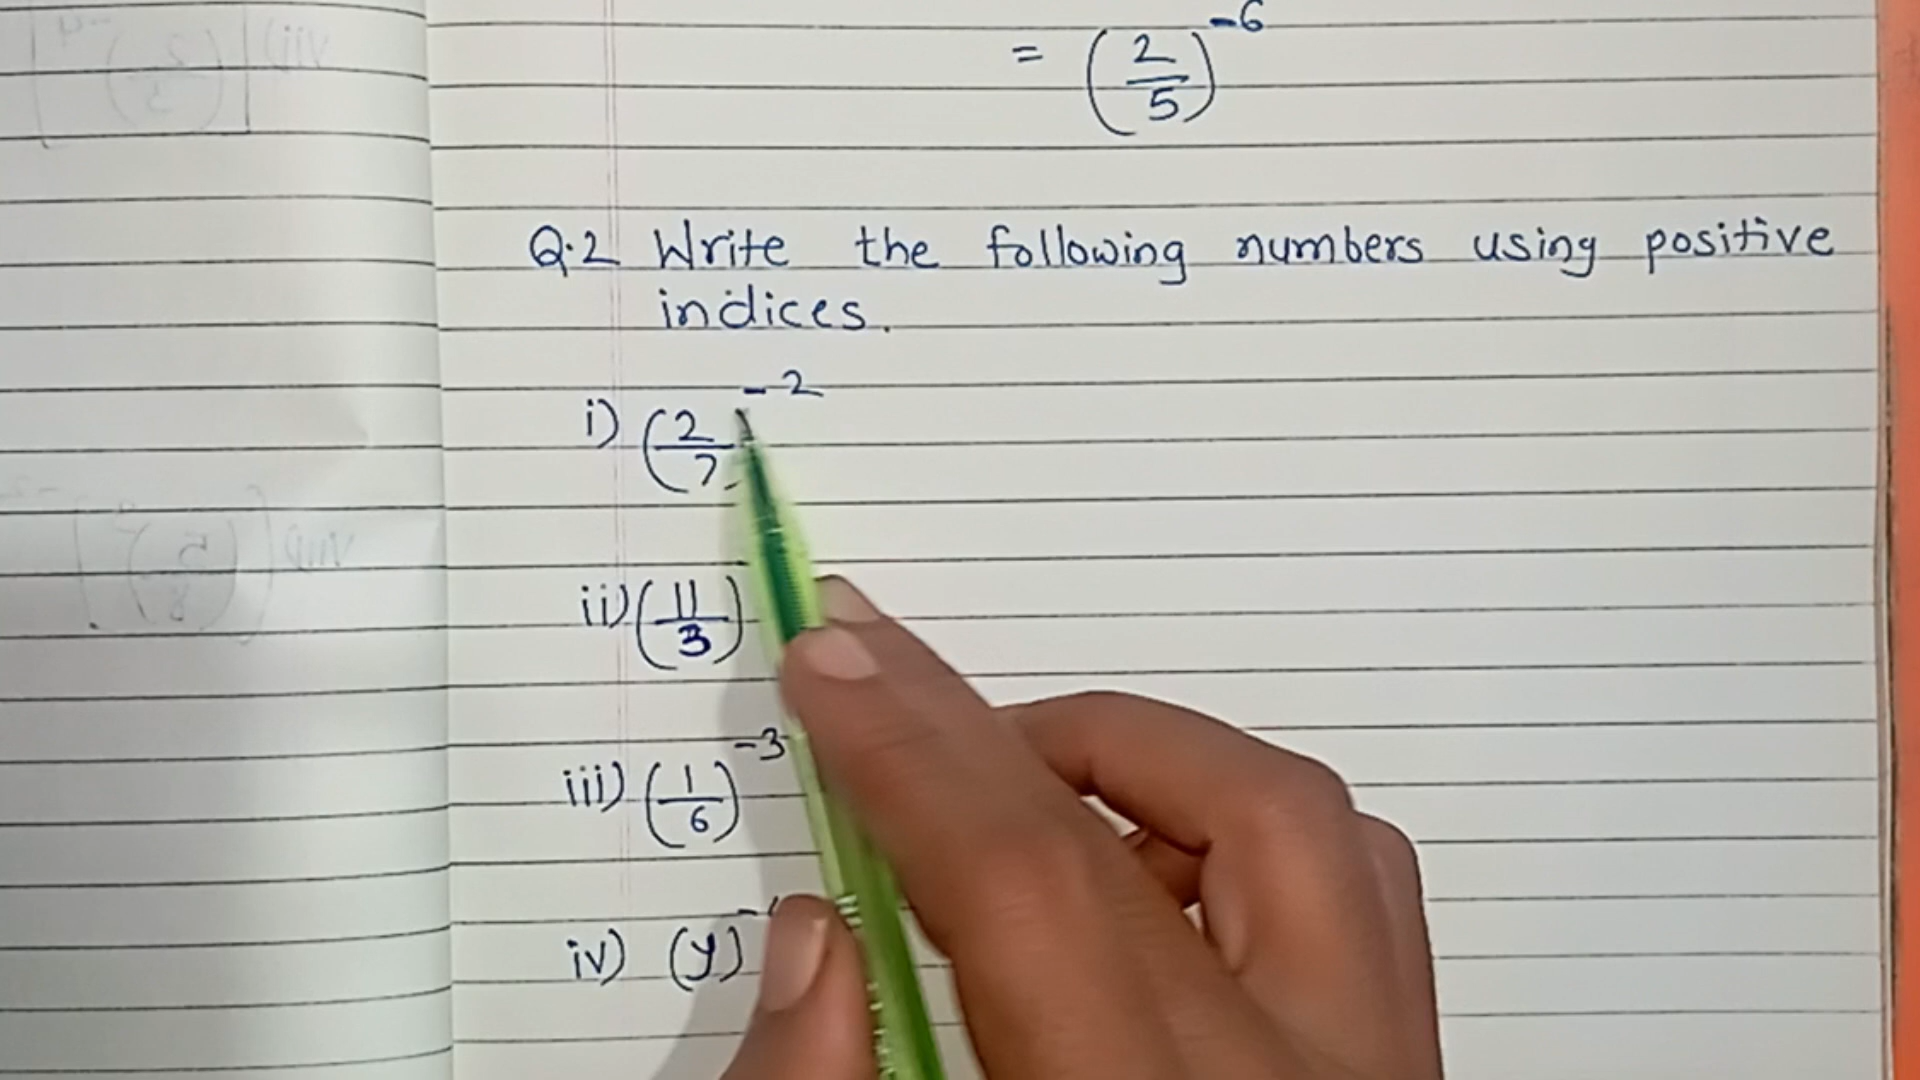 = (2/5)^-6
Q.2 Write the following numbers using positive
indices.
i) (2/7)^-2
ii) (11/3)
iii) (1/6)^-3
iv) (y)^-